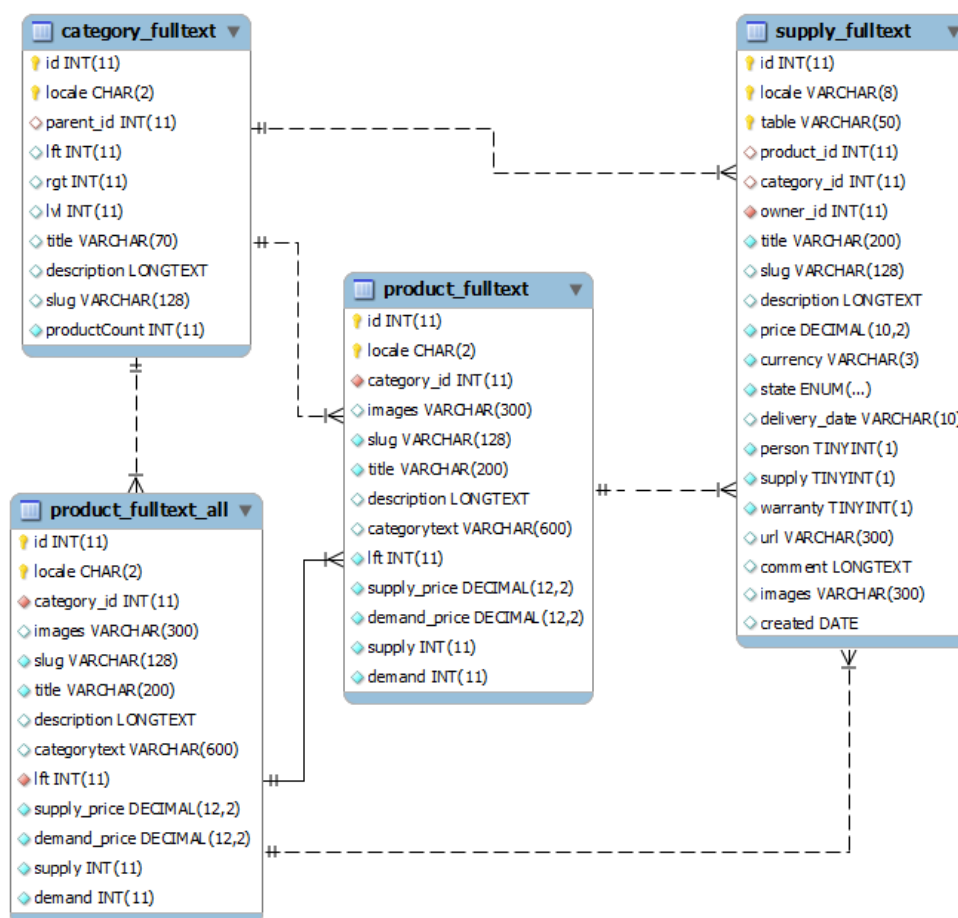 category_fulltext
id INT(11)
locale CHAR(2)
parent_id INT(11)
lft INT(11)
rgt INT(11)
lvl INT(11)
title VARCHAR(70)
description LONGTEXT
slug VARCHAR(128)
productCount INT(11)
supply_fulltext
id INT(11)
locale VARCHAR(8)
table VARCHAR(50)
product_id INT(11)
category_id INT(11)
owner_id INT(11)
title VARCHAR(200)
slug VARCHAR(128)
description LONGTEXT
price DECIMAL(10,2)
currency VARCHAR(3)
state ENUM(...)
delivery_date VARCHAR(10)
person TINYINT(1)
supply TINYINT(1)
warranty TINYINT(1)
url VARCHAR(300)
comment LONGTEXT
images VARCHAR(300)
created DATE
product_fulltext
id INT(11)
locale CHAR(2)
category_id INT(11)
images VARCHAR(300)
slug VARCHAR(128)
title VARCHAR(200)
description LONGTEXT
categorytext VARCHAR(600)
lft INT(11)
supply_price DECIMAL(12,2)
demand_price DECIMAL(12,2)
supply INT(11)
demand INT(11)
product_fulltext_all
id INT(11)
locale CHAR(2)
category_id INT(11)
images VARCHAR(300)
slug VARCHAR(128)
title VARCHAR(200)
description LONGTEXT
categorytext VARCHAR(600)
lft INT(11)
supply_price DECIMAL(12,2)
demand_price DECIMAL(12,2)
supply INT(11)
demand INT(11)